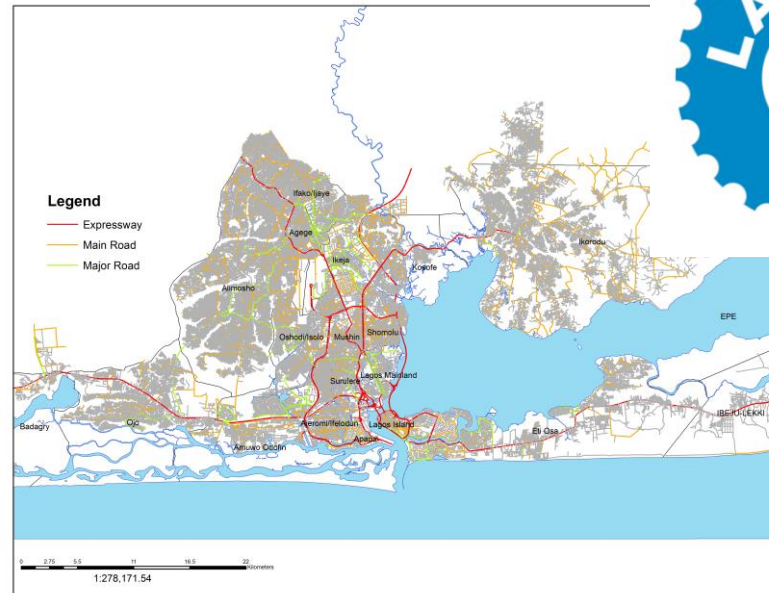 LA
Legend
Expressway
Main Road
Major Road
Ifako/Ijaye
Agege
Ikeja
Kosofe
Ikorodu
Alimosho
Oshodi/Isolo
Mushin
Shomolu
EPE
Surulere
Lagos Mainland
Badagry
Ojo
Amuwo Odofin
Ajeromi/Ifelodun
Apapa
Lagos Island
Eti Osa
IBEJU-LEKKI
0 2.75 5.5 11 16.5 22
Kilometers
1:278,171.54